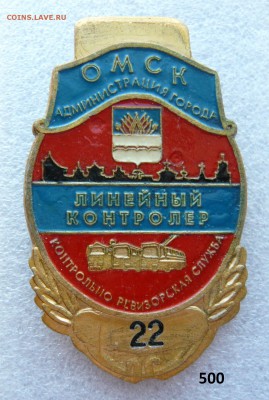 COINS.LAVE.RU
ОМСК
АДМИНИСТРАЦИЯ ГОРОДА
ЛИНЕЙНЫЙ
КОНТРОЛЕР
КОНТРОЛЬНО РЕВИЗОРСКАЯ СЛУЖБА
22
500